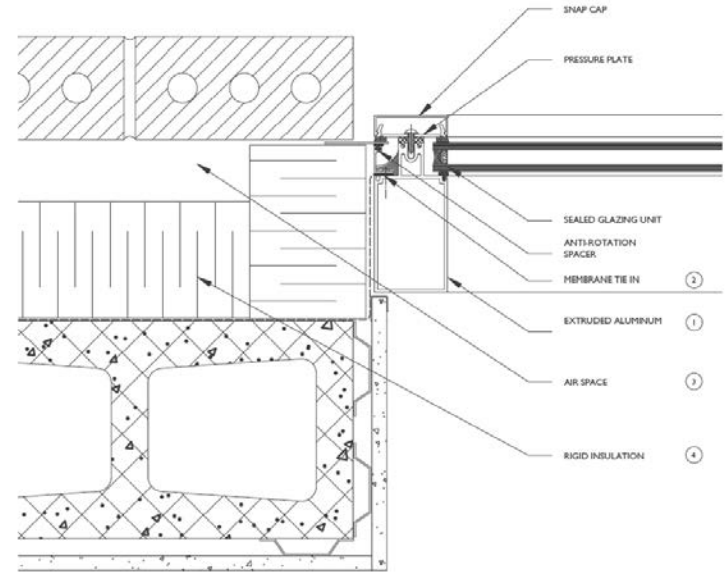 SNAP CAP
PRESSURE PLATE
SEALED GLAZING UNIT
ANTI-ROTATION
SPACER
MEMBRANE TIE IN 2
EXTRUDED ALUMINUM 1
AIR SPACE 3
RIGID INSULATION 4